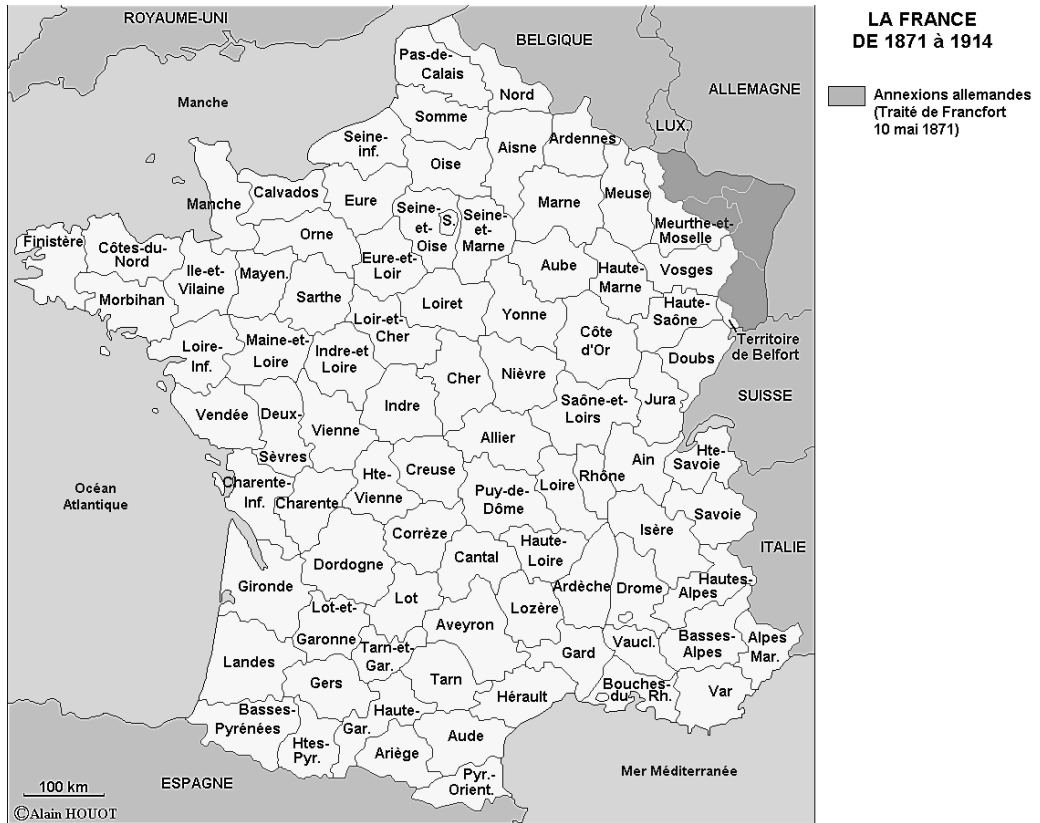 LA FRANCE
DE 1871 à 1914
Annexions allemandes
(Traité de Francfort
10 mai 1871)
ROYAUME-UNI
BELGIQUE
ALLEMAGNE
LUX.
Manche
Pas-de-
Calais
Nord
Somme
Seine-
inf.
Oise
Aisne
Ardennes
Manche
Calvados
Eure
Seine-
et-
Oise
S.
Seine-
et-
Marne
Marne
Meuse
Meurthe-et-
Moselle
Finistère
Côtes-du-
Nord
Orne
Ile-et-
Vilaine
Mayen.
Eure-et-
Loir
Aube
Haute-
Marne
Vosges
Morbihan
Sarthe
Loiret
Yonne
Haute-
Saône
Territoire
de Belfort
Loir-et-
Cher
Côte
d'Or
Doubs
Loire-
Inf.
Maine-et-
Loire
Indre-et
Loire
Cher
Nièvre
SUISSE
Vendée
Deux-
Sèvres
Vienne
Indre
Saône-et-
Loirs
Jura
Allier
Océan
Atlantique
Charente-
Inf.
Charente
Hte-
Vienne
Creuse
Puy-de-
Dôme
Loire
Rhône
Ain
Hte-
Savoie
Savoie
Isère
ITALIE
Corrèze
Dordogne
Cantal
Haute-
Loire
Gironde
Lot
Ardèche
Drome
Hautes-
Alpes
Lot-et-
Garonne
Aveyron
Lozère
Tarn-et-
Gar.
Gard
Vaucl.
Basses-
Alpes
Alpes
Mar.
Landes
Gers
Tarn
Hérault
Bouches-
du- Rh.
Var
Basses-
Pyrénées
Htes-
Pyr.
Haute-
Gar.
Ariège
Aude
Pyr.-
Orient.
Mer Méditerranée
ESPAGNE
100 km
©Alain HOUOT